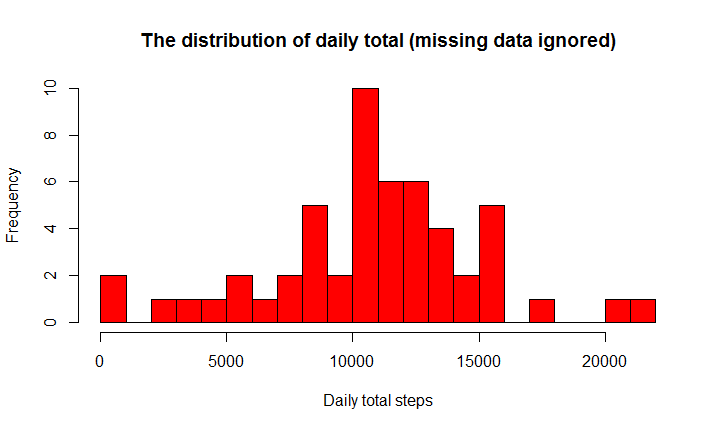 The distribution of daily total (missing data ignored)
10
8
6
4
2
0
Frequency
0 5000 10000 15000 20000
Daily total steps